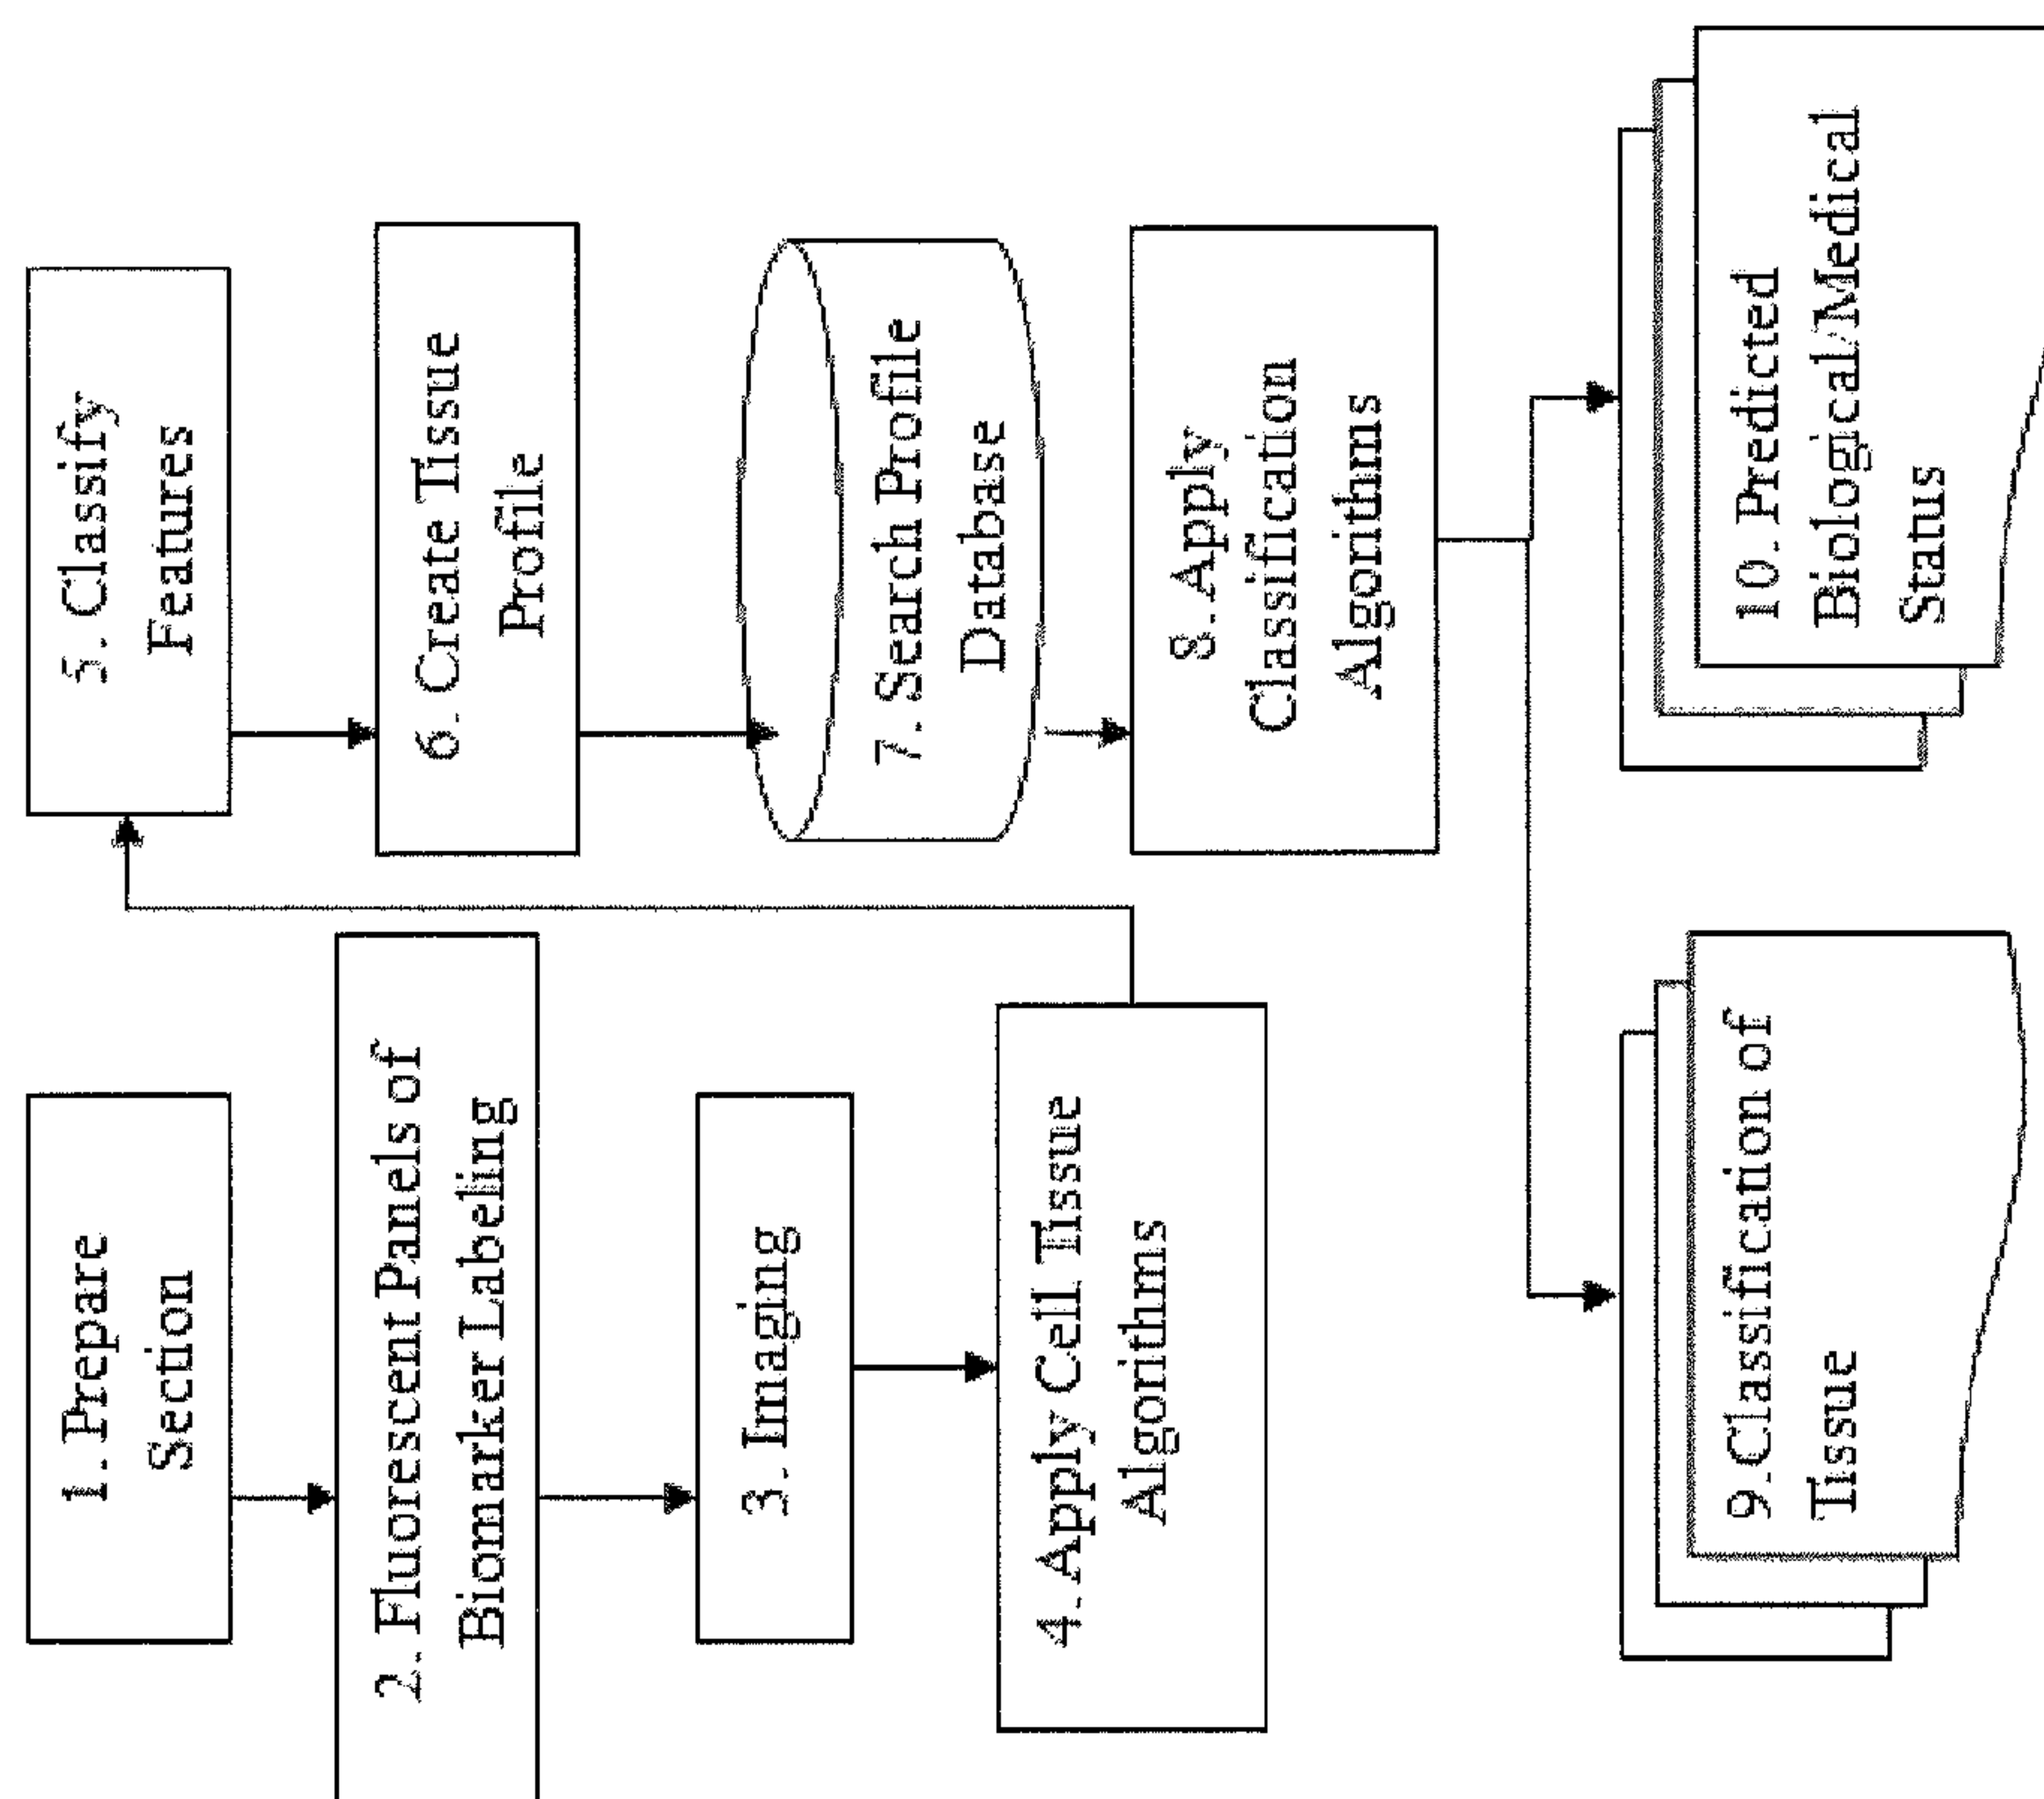 1. Prepare
Section
2. Fluorescent Panels of
Biomarker Labeling
3. Imaging
4. Apply Cell Tissue
Algorithms
5. Classify
Features
6. Create Tissue
Profile
7. Search Profile
Database
8. Apply
Classification
Algorithms
9.Classification of
Tissue
10. Predicted
Biological/Medical
Status